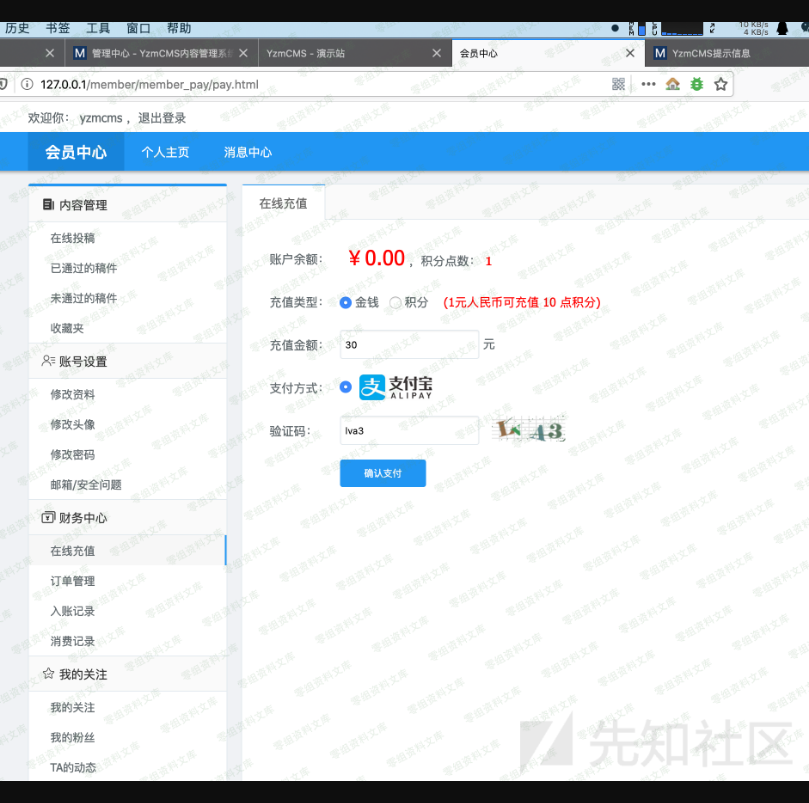 历史 书签 工具 窗口 帮助
10 KB/s
4 KB/s
管理中心 - YzmCMS内容管理系统
YzmCMS - 演示站
会员中心
YzmCMS提示信息
127.0.0.1/member/member_pay/pay.html
欢迎你: yzmcms ，退出登录
会员中心 个人主页 消息中心
内容管理
在线投稿
已通过的稿件
未通过的稿件
收藏夹
账号设置
修改资料
修改头像
修改密码
邮箱/安全问题
财务中心
在线充值
订单管理
入账记录
消费记录
我的关注
我的关注
我的粉丝
TA的动态
在线充值
账户余额: ￥0.00 ，积分点数: 1
充值类型: 金钱 积分 (1元人民币可充值 10 点积分)
充值金额: 30 元
支付方式: 支 支付宝
ALIPAY
验证码: lva3
确认支付
零组资料文库
先知社区